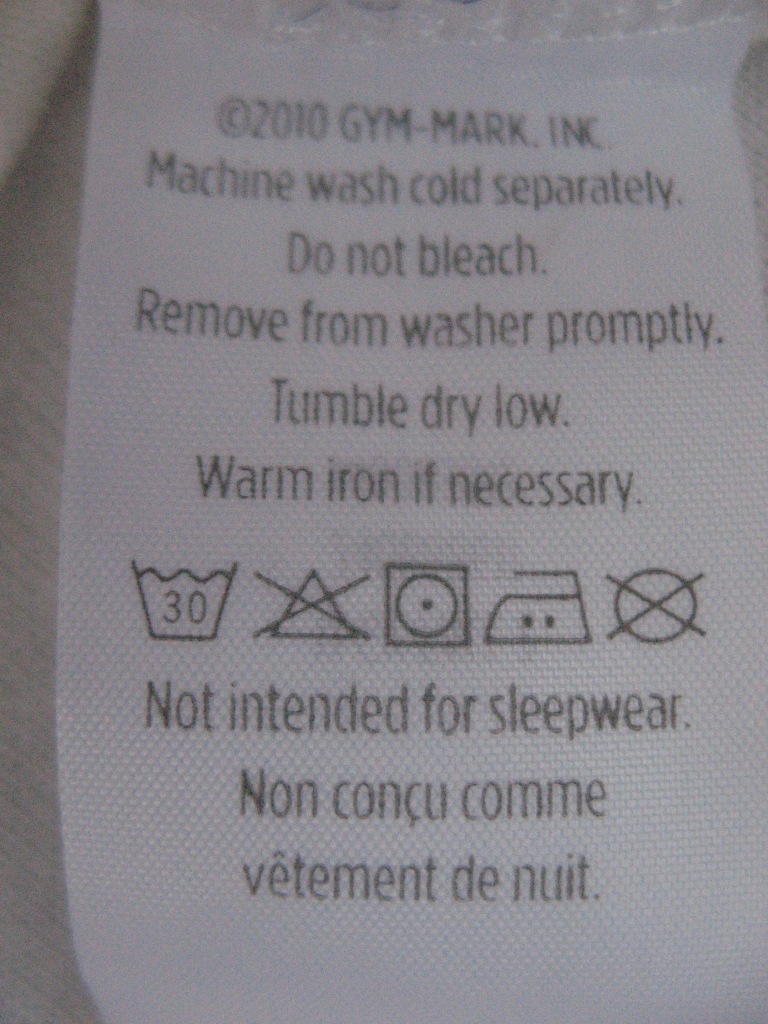 ©2010 GYM-MARK, INC.
Machine wash cold separately.
Do not bleach.
Remove from washer promptly.
Tumble dry low.
Warm iron if necessary.
30
Not intended for sleepwear.
Non conçu comme
vêtement de nuit.